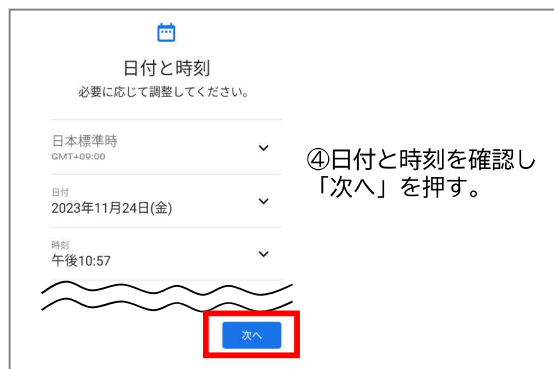 日付と時刻
必要に応じて調整してください。
日本標準時
GMT+09:00
日付
2023年11月24日(金)
時刻
午後10:57
次へ
④日付と時刻を確認し
「次へ」を押す。